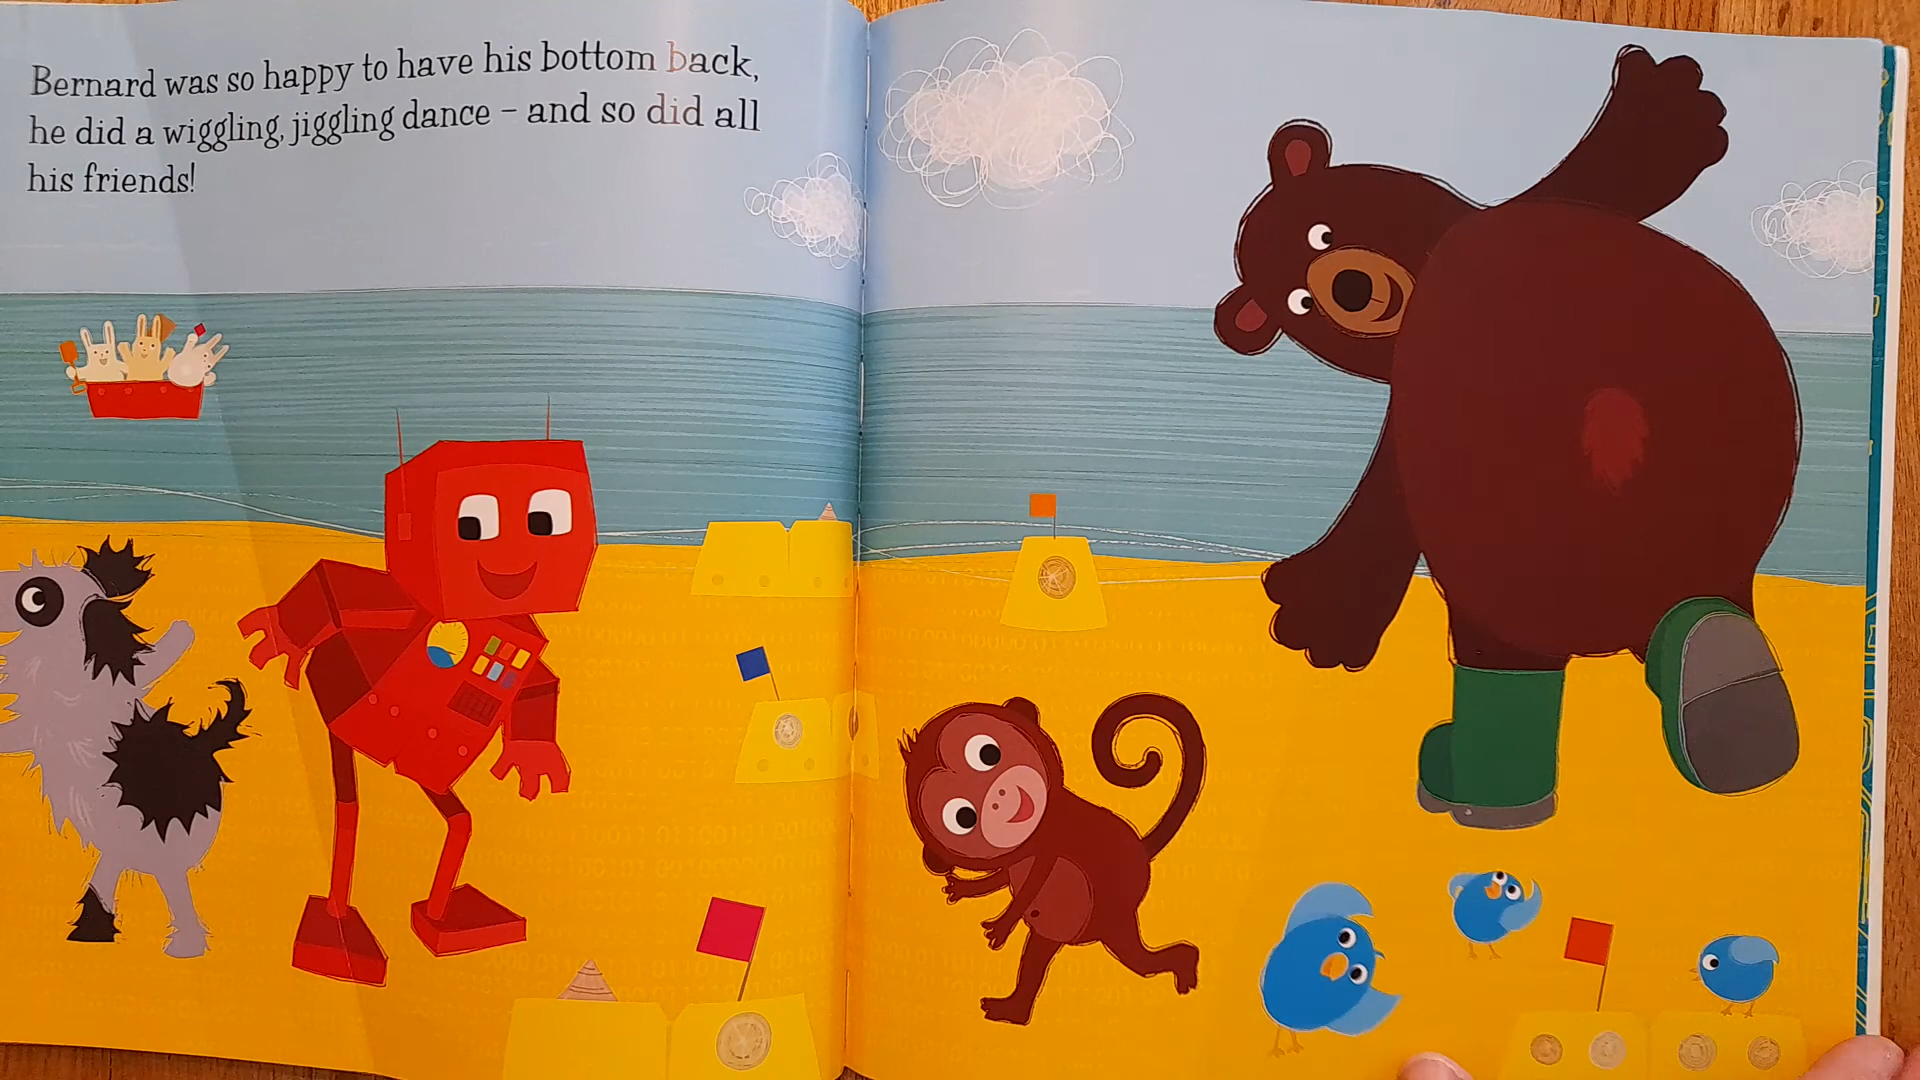 Bernard was so happy to have his bottom back,
he did a wiggling, jiggling dance – and so did all
his friends!